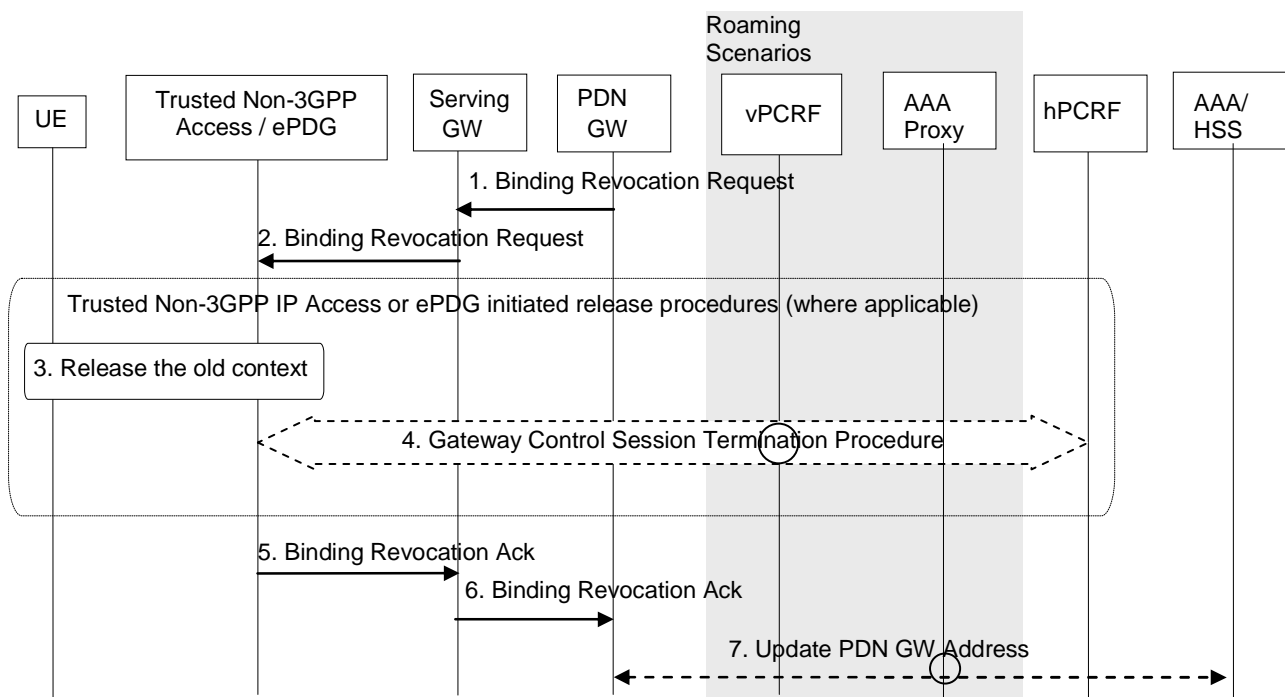 Roaming
Scenarios
UE
Trusted Non-3GPP
Access / ePDG
Serving
GW
PDN
GW
vPCRF
AAA
Proxy
hPCRF
AAA/
HSS
1. Binding Revocation Request
2. Binding Revocation Request
Trusted Non-3GPP IP Access or ePDG initiated release procedures (where applicable)
3. Release the old context
4. Gateway Control Session Termination Procedure
5. Binding Revocation Ack
6. Binding Revocation Ack
7. Update PDN GW Address